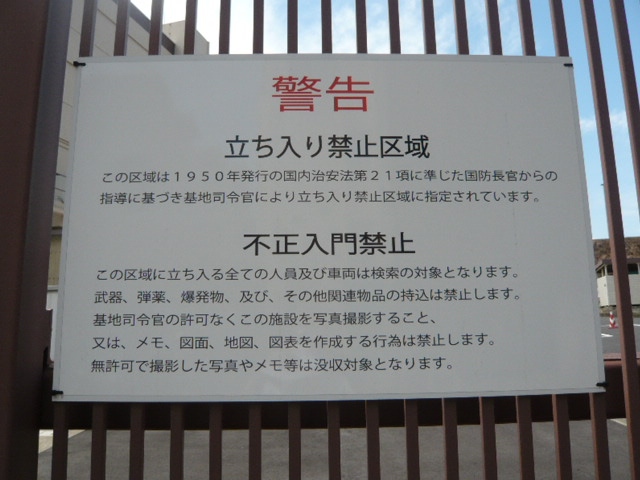 警告
立ち入り禁止区域
この区域は１９５０年発行の国内治安法第２１項に準じた国防長官からの
指導に基づき基地司令官により立ち入り禁止区域に指定されています。
不正入門禁止
この区域に立ち入る全ての人員及び車両は検索の対象となります。
武器、弾薬、爆発物、及び、その他関連物品の持込は禁止します。
基地司令官の許可なくこの施設を写真撮影すること、
又は、メモ、図面、地図、図表を作成する行為は禁止します。
無許可で撮影した写真やメモ等は没収対象となります。